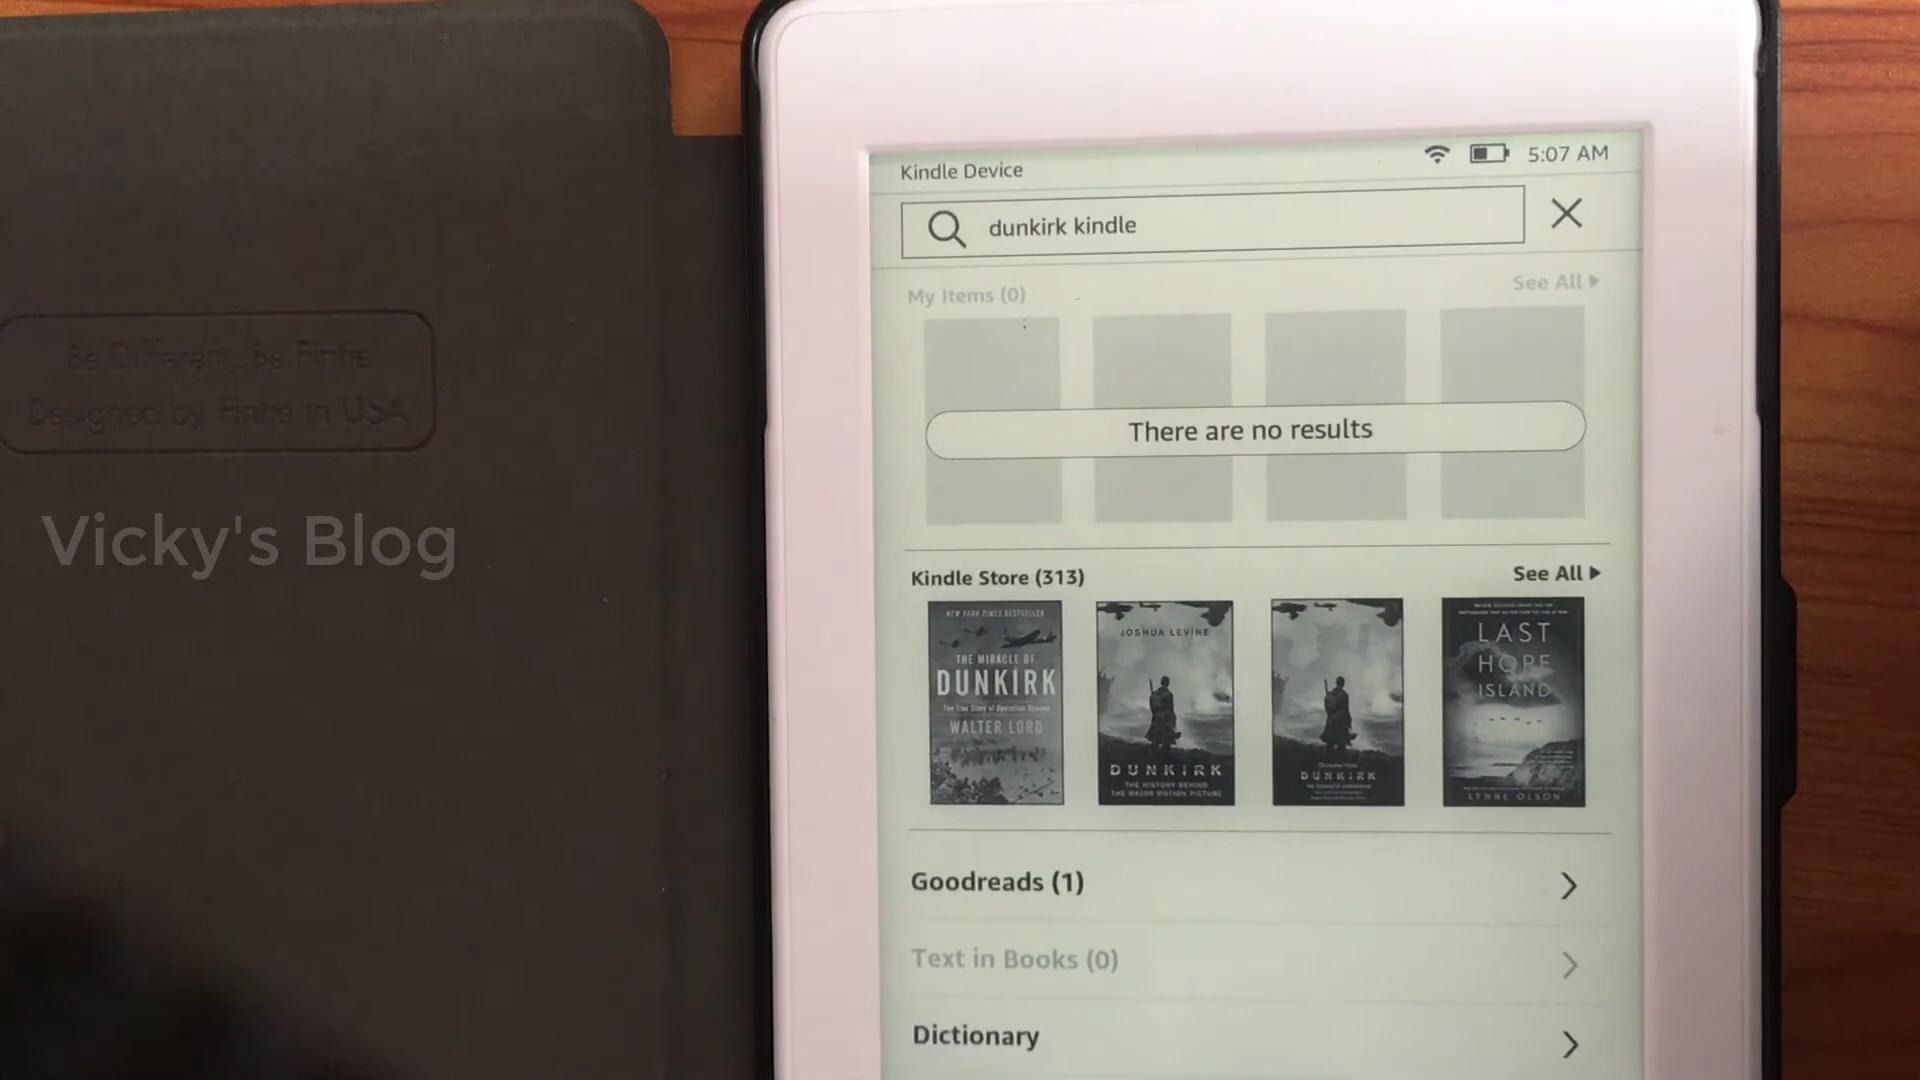 Be Different, Be Fintie
Designed by Fintie in USA
Vicky's Blog
Kindle Device
5:07 AM
dunkirk kindle
My Items (0)
See All
There are no results
Kindle Store (313)
See All
NEW YORK TIMES BESTSELLER
THE MIRACLE OF
DUNKIRK
The True Story of Operation Dynamo
WALTER LORD
JOSHUA LEVINE
DUNKIRK
THE HISTORY BEHIND
THE MAJOR MOTION PICTURE
DUNKIRK
LAST
HOPE
ISLAND
LYNNE OLSON
Goodreads (1)
Text in Books (0)
Dictionary